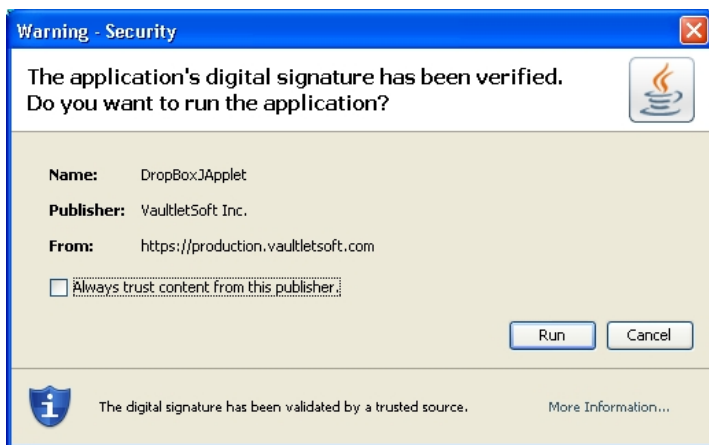 Warning - Security
The application's digital signature has been verified.
Do you want to run the application?
Name: DropBoxJApplet
Publisher: VaultletSoft Inc.
From: https://production.vaultletsoft.com
Always trust content from this publisher.
Run Cancel
The digital signature has been validated by a trusted source. More Information...